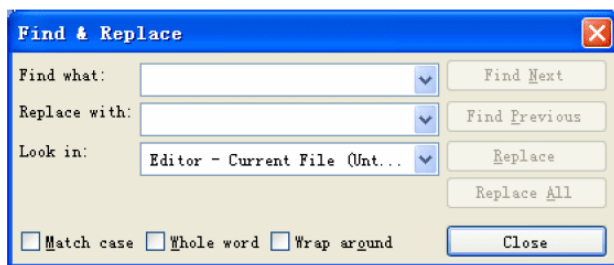 Find & Replace
Find what:
Find Next
Replace with:
Find Previous
Look in:
Editor - Current File (Unt...
Replace
Replace All
Match case
Whole word
Wrap around
Close